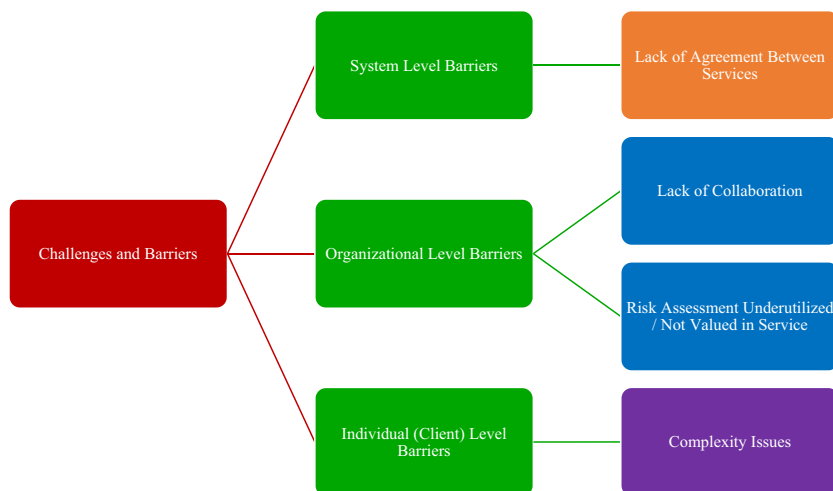 System Level Barriers
Lack of Agreement Between
Services
Lack of Collaboration
Challenges and Barriers
Organizational Level Barriers
Risk Assessment Underutilized
/ Not Valued in Service
Individual (Client) Level
Barriers
Complexity Issues